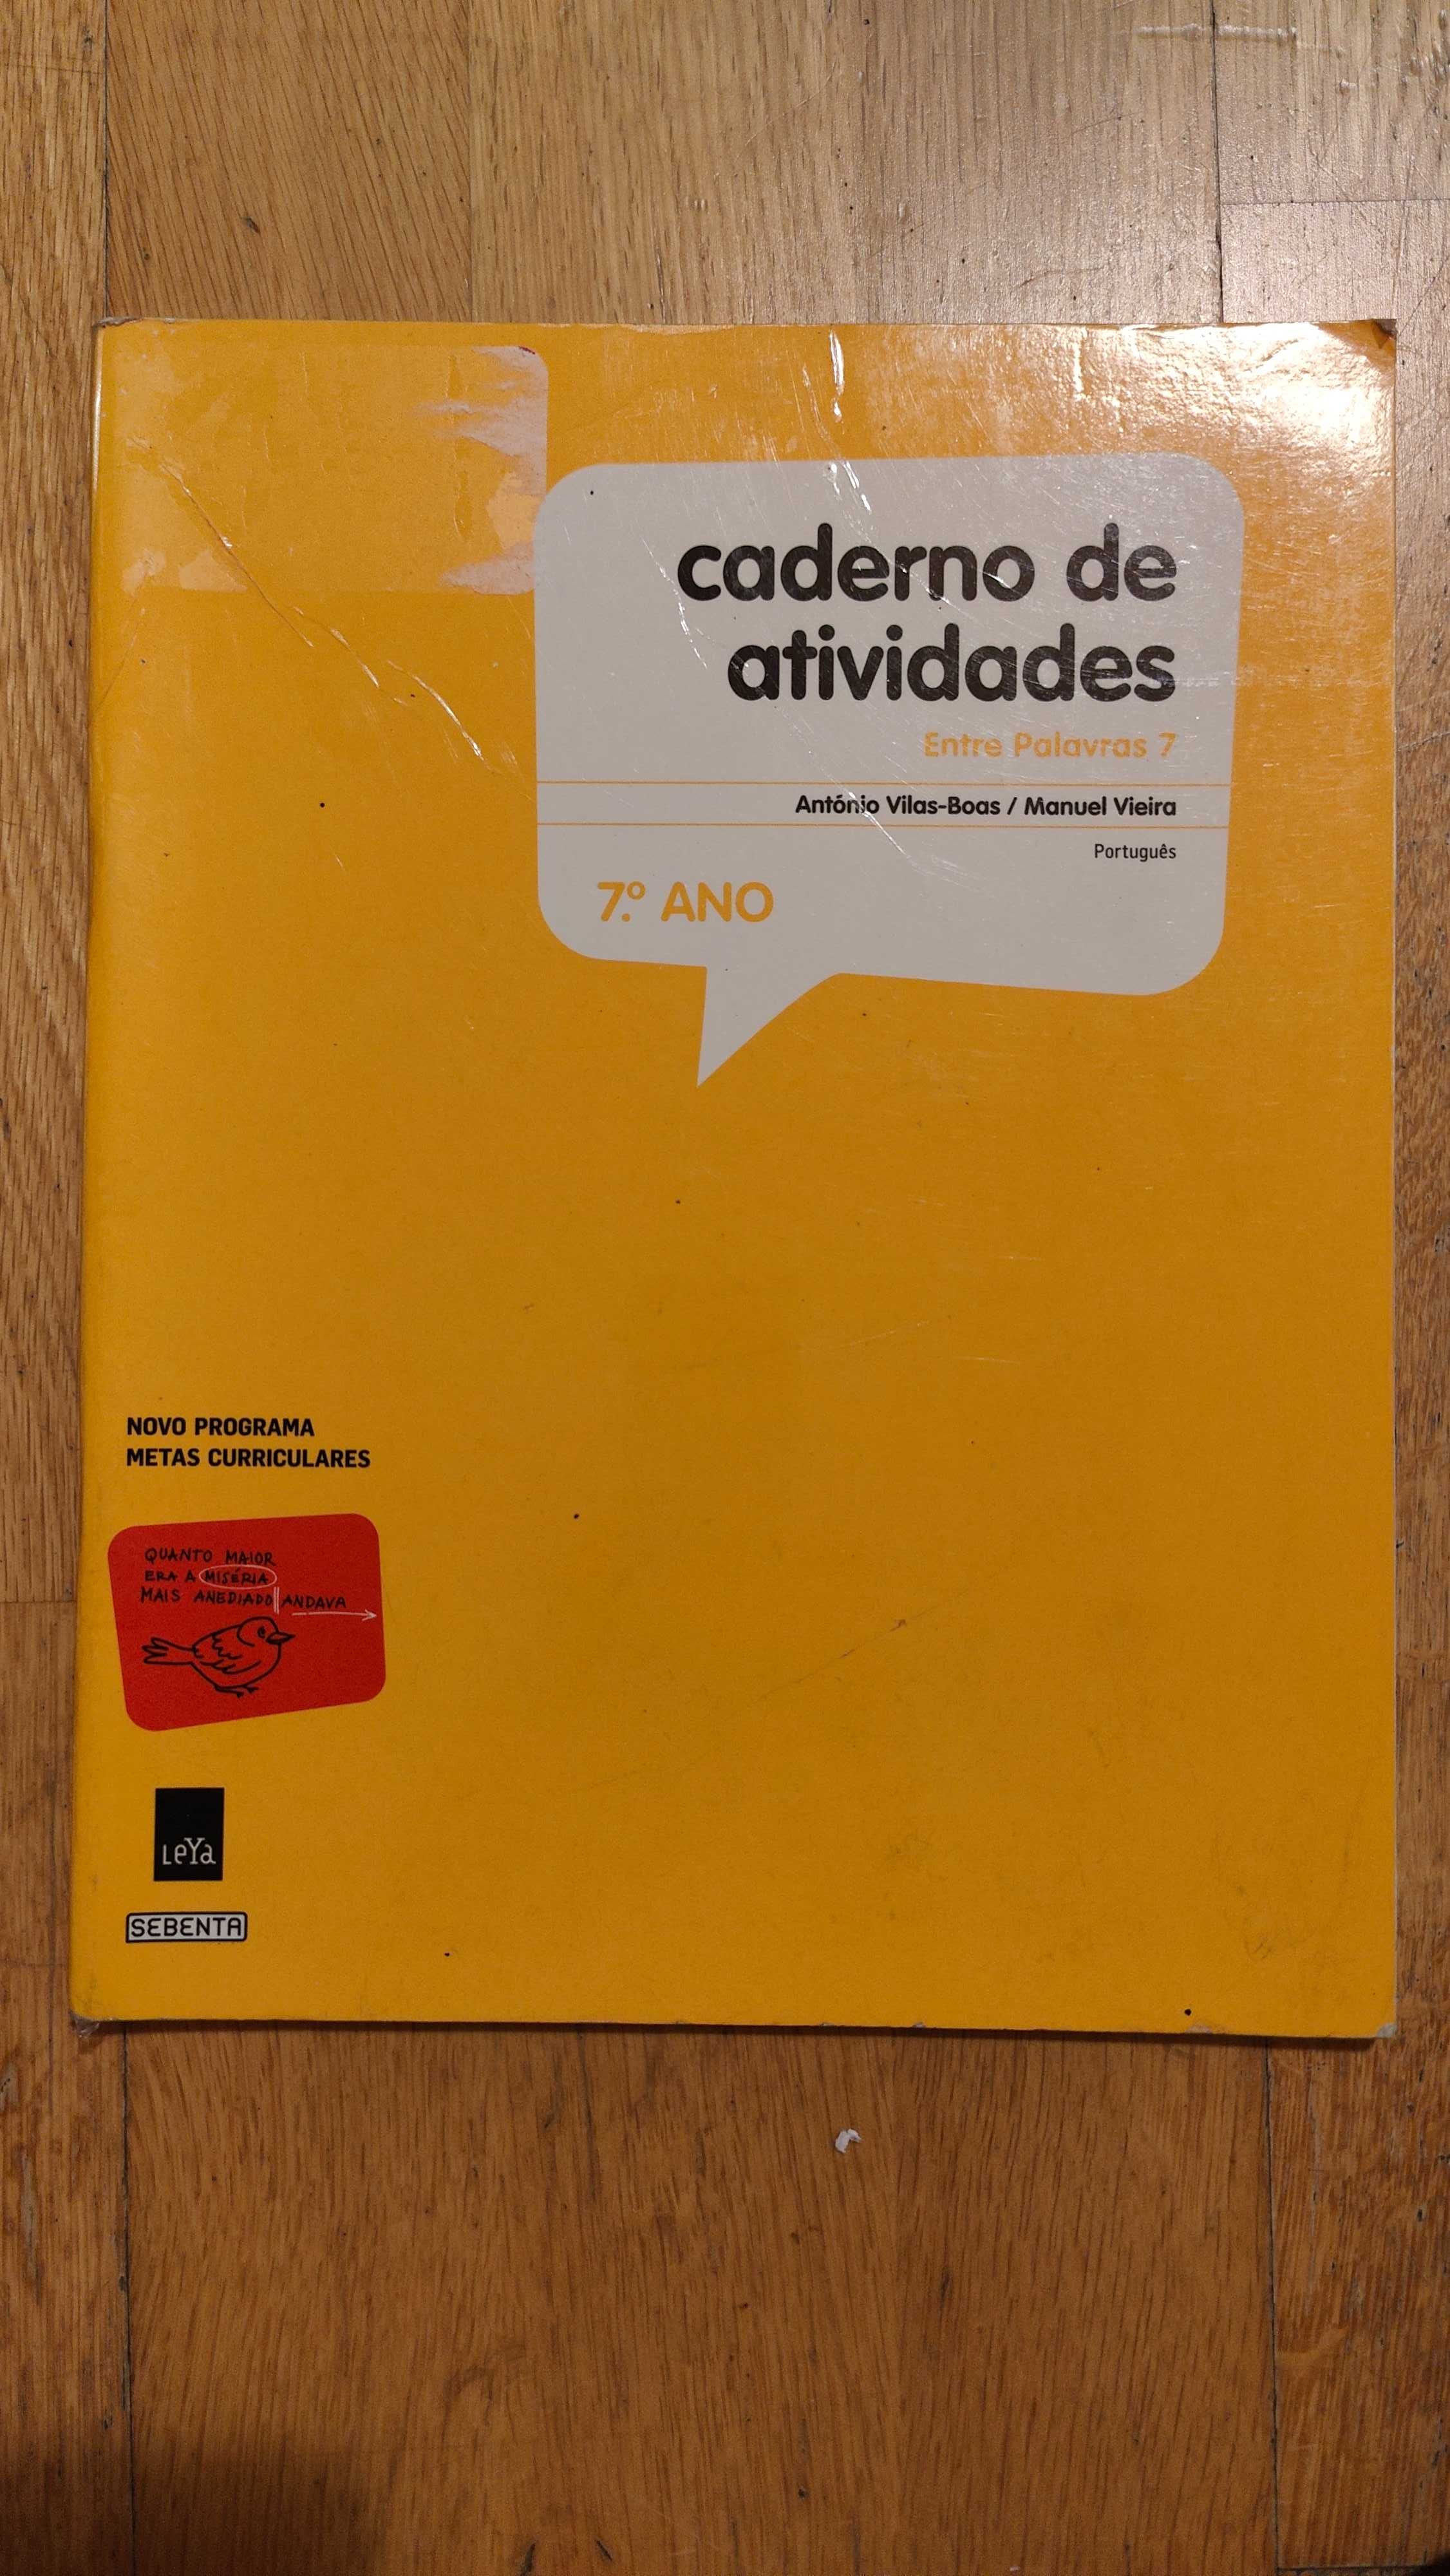 caderno de
atividades
Entre Palavras 7
António Vilas-Boas / Manuel Vieira
Português
7.º ANO
NOVO PROGRAMA
METAS CURRICULARES
QUANTO MAIOR
ERA A MISÉRIA
MAIS ANEDIADO ANDAVA
LeYa
SEBENTA